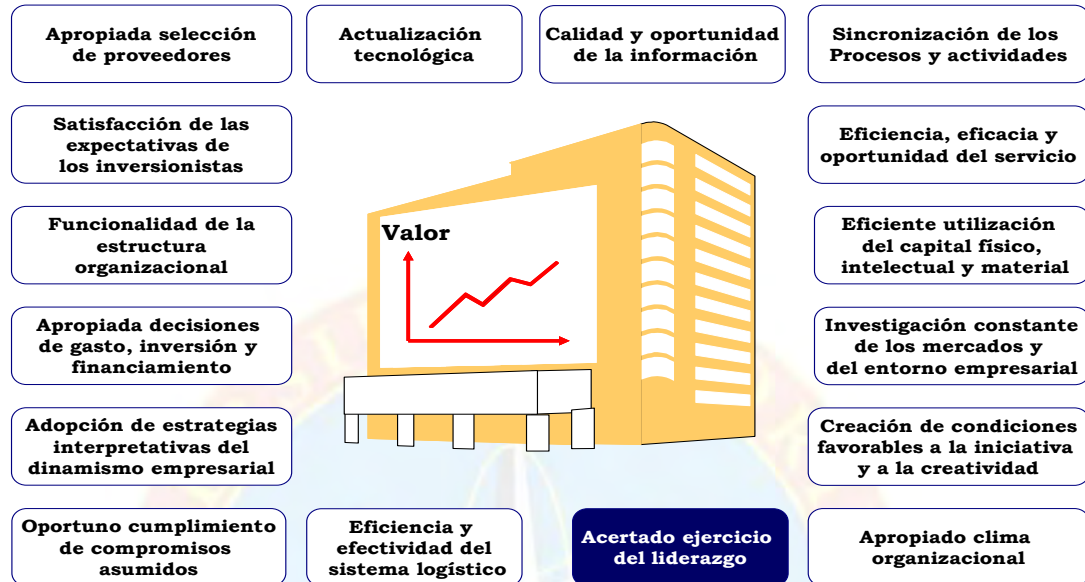 Apropiada selección
de proveedores
Actualización
tecnológica
Calidad y oportunidad
de la información
Sincronización de los
Procesos y actividades
Satisfacción de las
expectativas de
los inversionistas
Eficiencia, eficacia y
oportunidad del servicio
Funcionalidad de la
estructura
organizacional
Valor
Eficiente utilización
del capital físico,
intelectual y material
Apropiada decisiones
de gasto, inversión y
financiamiento
Investigación constante
de los mercados y
del entorno empresarial
Adopción de estrategias
interpretativas del
dinamismo empresarial
Creación de condiciones
favorables a la iniciativa
y a la creatividad
Oportuno cumplimiento
de compromisos
asumidos
Eficiencia y
efectividad del
sistema logístico
Acertado ejercicio
del liderazgo
Apropiado clima
organizacional